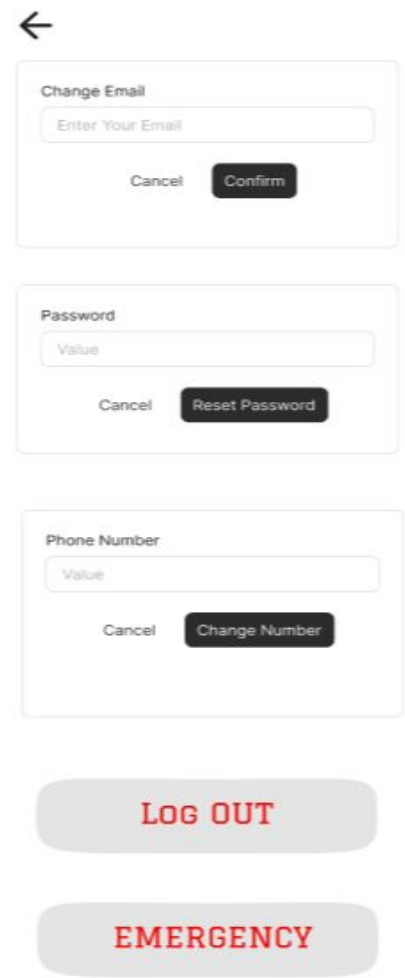 Change Email
Enter Your Email
Cancel Confirm
Password
Value
Cancel Reset Password
Phone Number
Value
Cancel Change Number
Log OUT
EMERGENCY